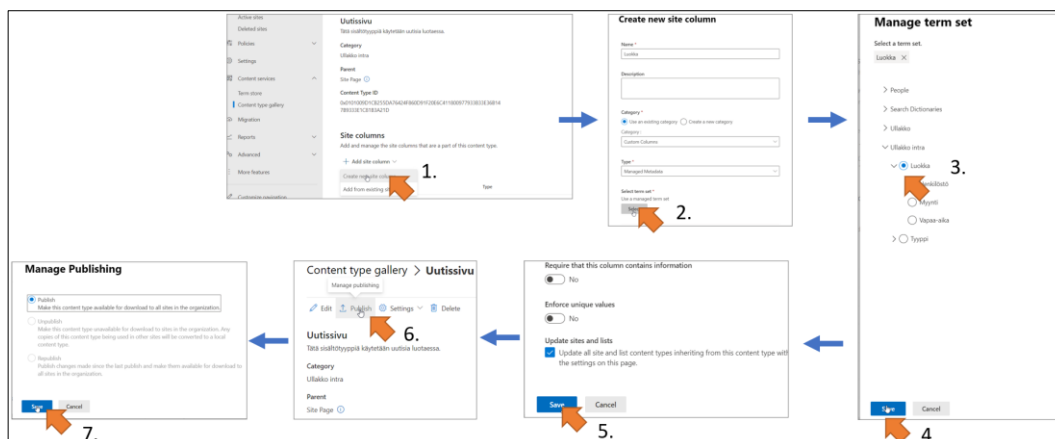 Active sites
Deleted sites
Policies
Settings
Content services
Term store
Content type gallery
Migration
Reports
Advanced
More features
Customize navigation
Uutissivu
Tätä sisältötyyppiä käytetään uutisia luotaessa.
Category
Ullakko intra
Parent
Site Page
Content Type ID
Site columns
Add and manage the site columns that are a part of this content type.
+ Add site column
Create new site column
Add from existing
Type
1.
Create new site column
Name *
Luokka
Description
Category *
Use an existing category
Create a new category
Category :
Custom Columns
Type *
Managed Metadata
Select term set *
Use a managed term set
2.
Manage term set
Select a term set.
Luokka
People
Search Dictionaries
Ullakko
Ullakko intra
Luokka
3.
Myynti
Vapaa-aika
Tyyppi
Save
Cancel
4
Manage Publishing
Publish
Make this content type available for download to all sites in the organization.
Unpublish
Make this content type unavailable for download to sites in the organization. Any
copies of this content type being used in other sites will be converted to a local
content type.
Republish
Publish changes made since the last publish and make them available for download to
all sites in the organization.
Save
Cancel
7.
Content type gallery > Uutissivu
Manage publishing
Edit
Publish
Settings
Delete
6.
Uutissivu
Tätä sisältötyyppiä käytetään uutisia luotaessa.
Category
Ullakko intra
Parent
Site Page
Require that this column contains information
No
Enforce unique values
No
Update sites and lists
Update all site and list content types inheriting from this content type with
the settings on this page.
Save
Cancel
5.